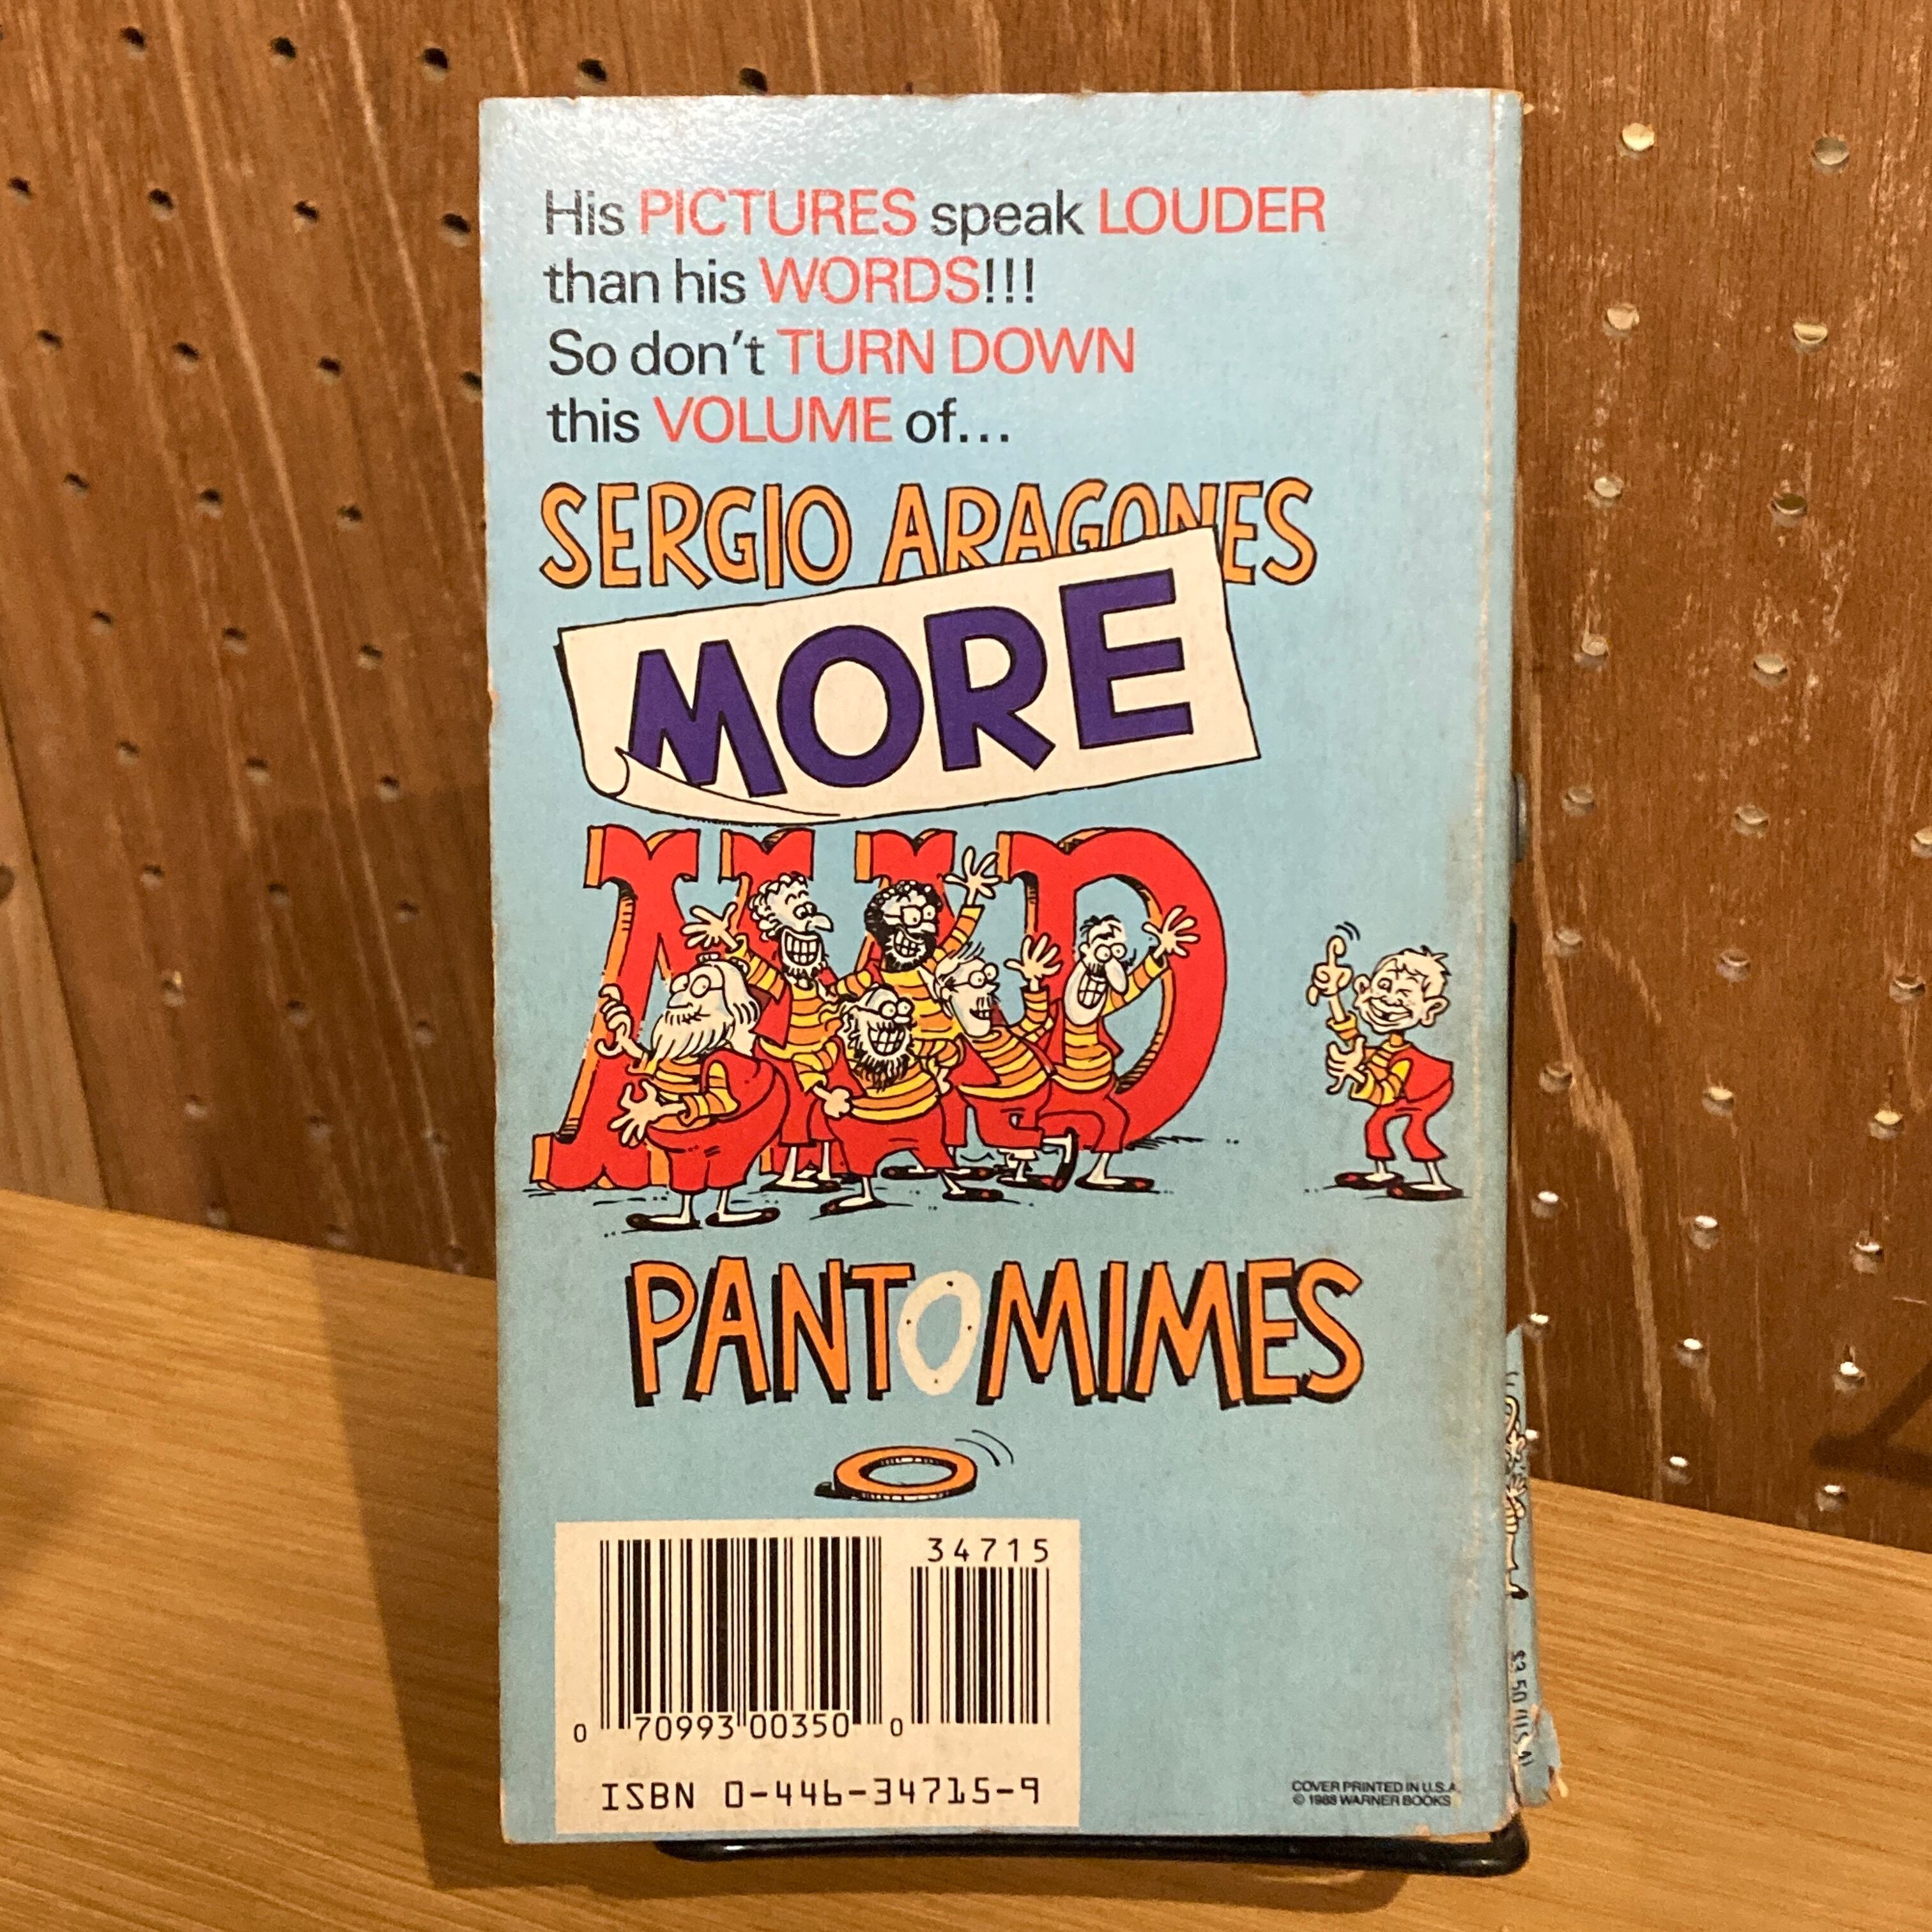 His PICTURES speak LOUDER
than his WORDS!!!
So don't TURN DOWN
this VOLUME of...
SERGIO ARAGONES
MORE
MAD
PANTOMIMES
34715
0 70993 00350 0
ISBN 0-446-34715-9
COVER PRINTED IN U.S.A.
© 1988 WARNER BOOKS